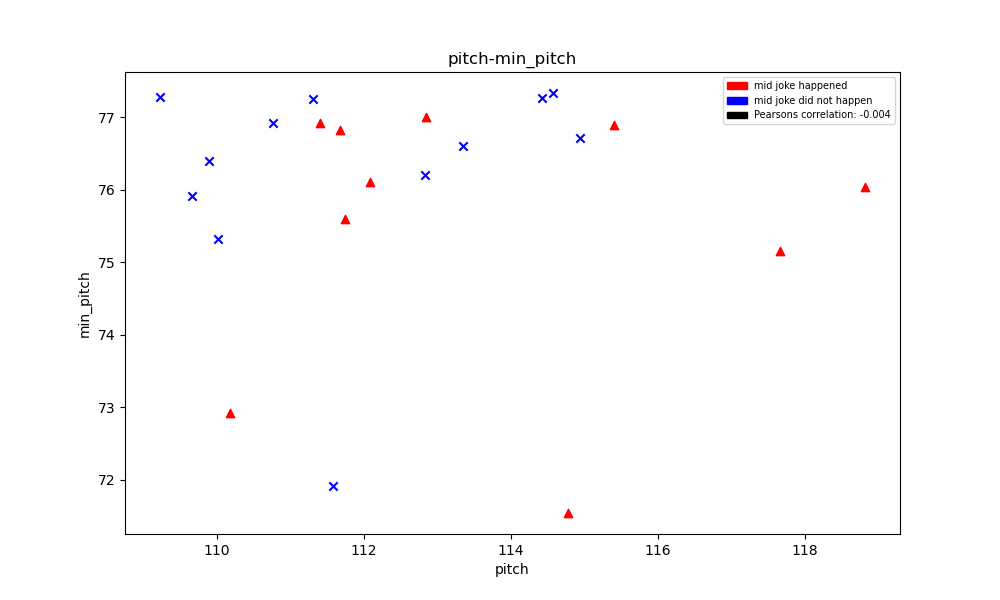 pitch-min_pitch
mid joke happened
mid joke did not happen
Pearsons correlation: -0.004
77
76
75
74
73
72
min_pitch
110 112 114 116 118
pitch